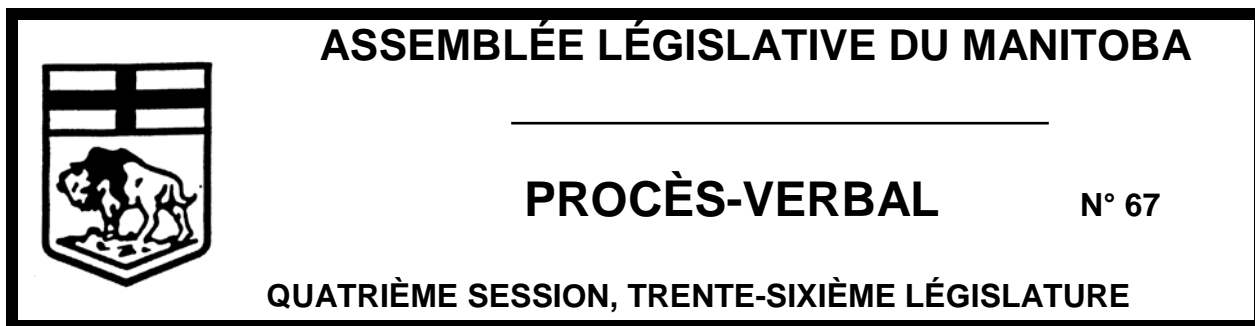 ASSEMBLÉE LÉGISLATIVE DU MANITOBA
PROCÈS-VERBAL N° 67
QUATRIÈME SESSION, TRENTE-SIXIÈME LÉGISLATURE